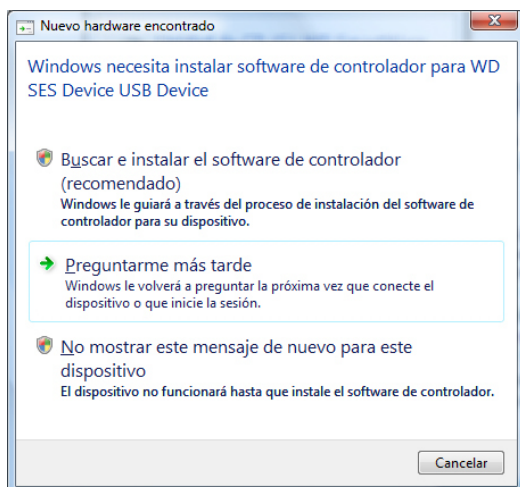 Nuevo hardware encontrado
Windows necesita instalar software de controlador para WD
SES Device USB Device
Buscar e instalar el software de controlador
(recomendado)
Windows le guiará a través del proceso de instalación del software de
controlador para su dispositivo.
Preguntarme más tarde
Windows le volverá a preguntar la próxima vez que conecte el
dispositivo o que inicie la sesión.
No mostrar este mensaje de nuevo para este
dispositivo
El dispositivo no funcionará hasta que instale el software de controlador.
Cancelar